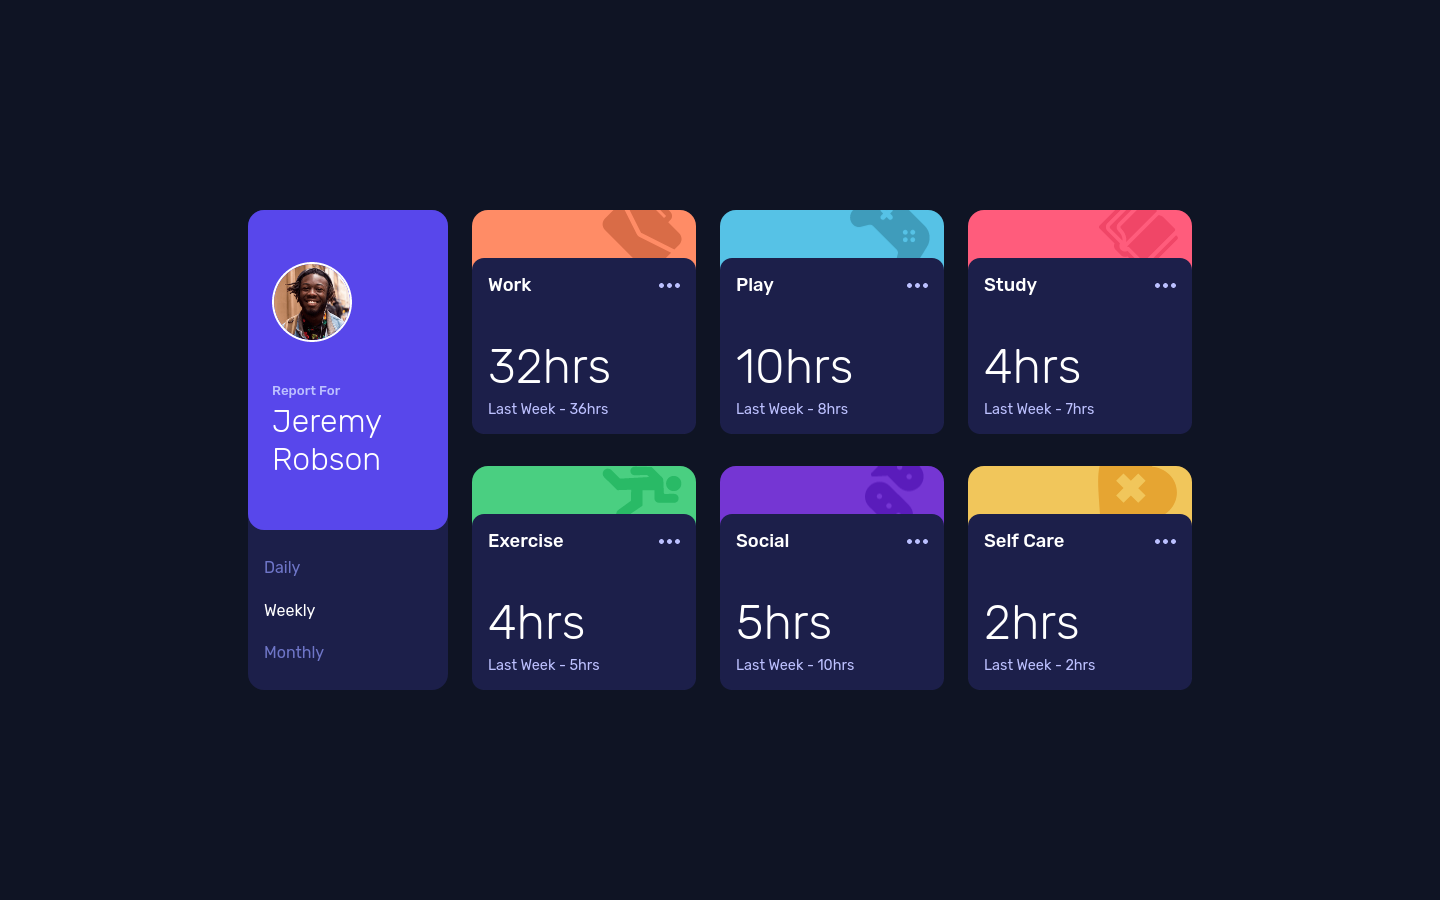 Report For
Jeremy
Robson
Daily
Weekly
Monthly
Work
32hrs
Last Week - 36hrs
Play
10hrs
Last Week - 8hrs
Study
4hrs
Last Week - 7hrs
Exercise
4hrs
Last Week - 5hrs
Social
5hrs
Last Week - 10hrs
Self Care
2hrs
Last Week - 2hrs